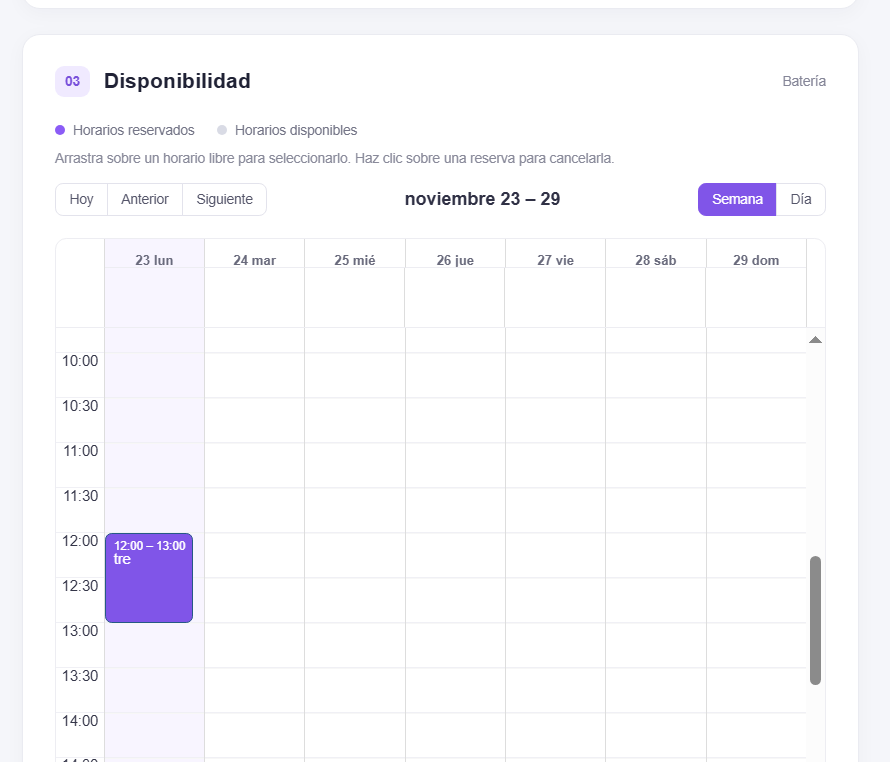 03 Disponibilidad Batería
Horarios reservados Horarios disponibles
Arrastra sobre un horario libre para seleccionarlo. Haz clic sobre una reserva para cancelarla.
Hoy Anterior Siguiente noviembre 23 – 29 Semana Día
23 lun 24 mar 25 mié 26 jue 27 vie 28 sáb 29 dom
10:00
10:30
11:00
11:30
12:00 12:00 – 13:00
tre
12:30
13:00
13:30
14:00